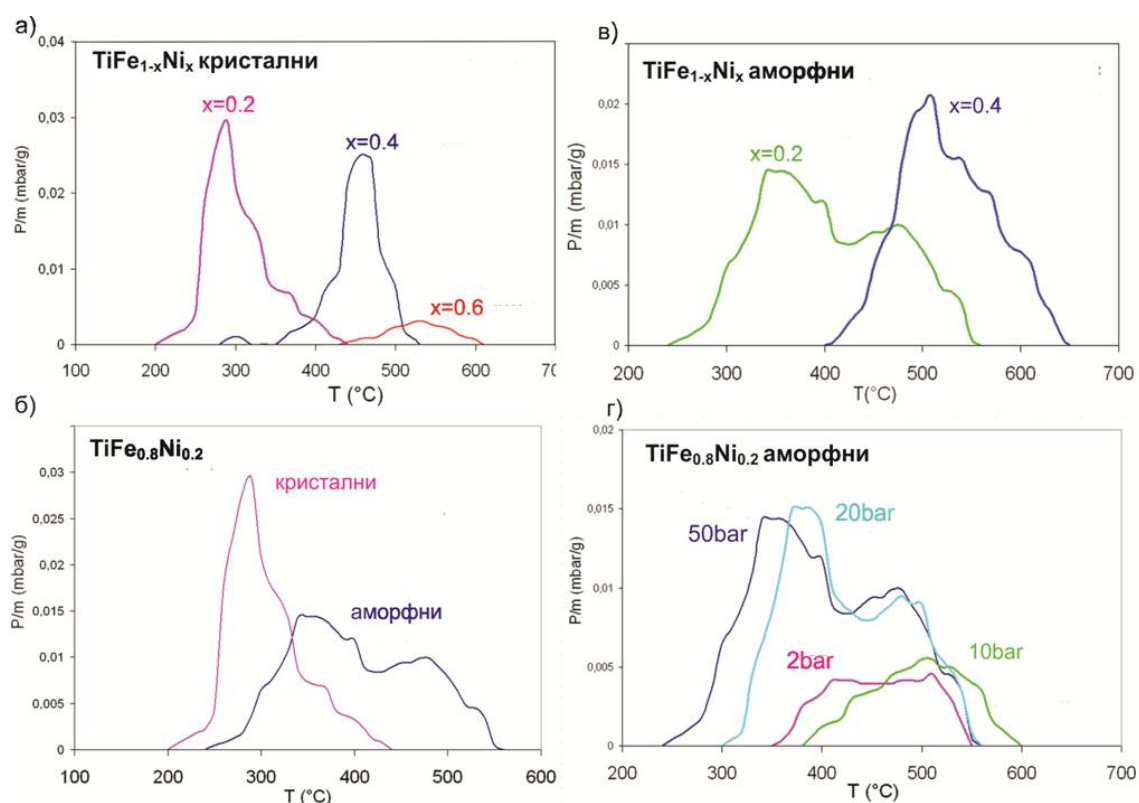 а)
TiFe1-xNix кристални
x=0.2
x=0.4
x=0.6
P/m (mbar/g)
0,04
0,03
0,02
0,01
0
100 200 300 400 500 600 70
T (°C)
в)
TiFe1-xNix аморфни
x=0.2
x=0.4
P/m (mbar/g)
0,02
0,015
0,01
0,005
0
200 300 400 500 600 700
T(°C)
б)
TiFe0.8Ni0.2
кристални
аморфни
P/m (mbar/g)
0,03
0,025
0,02
0,015
0,01
0,005
0
100 200 300 400 500 600
T (°C)
г)
TiFe0.8Ni0.2 аморфни
50bar
20bar
2bar
10bar
P/m (mbar/g)
0,02
0,015
0,01
0,005
0
200 300 400 500 600 700
T (°C)